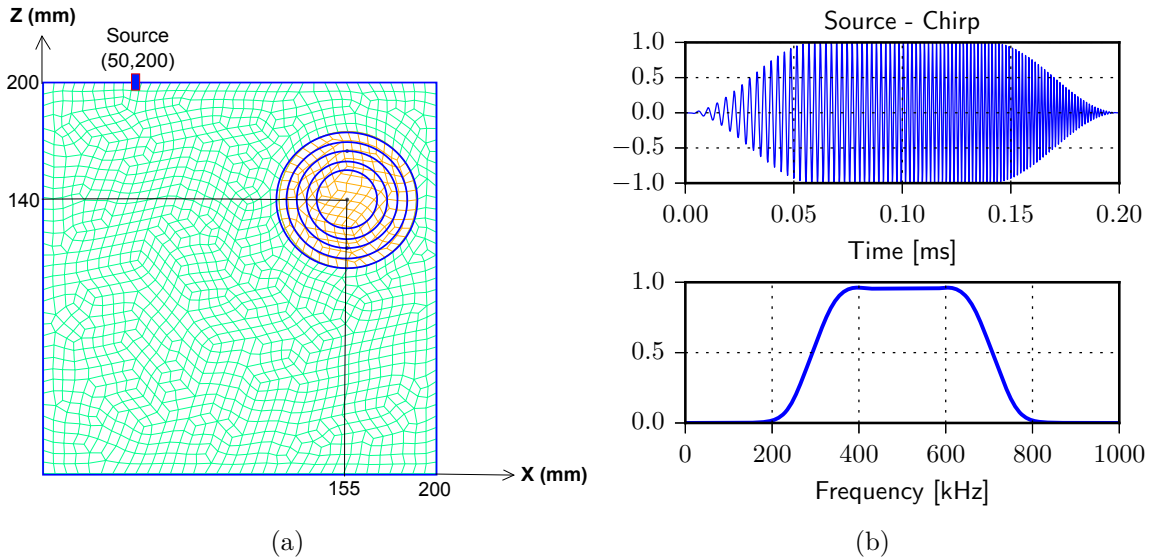 Z (mm)
Source
(50,200)
200
140
155
200
X (mm)
(a)
Source - Chirp
1.0
0.5
0.0
−0.5
−1.0
0.00 0.05 0.10 0.15 0.20
Time [ms]
1.0
0.5
0.0
0 200 400 600 800 1000
Frequency [kHz]
(b)